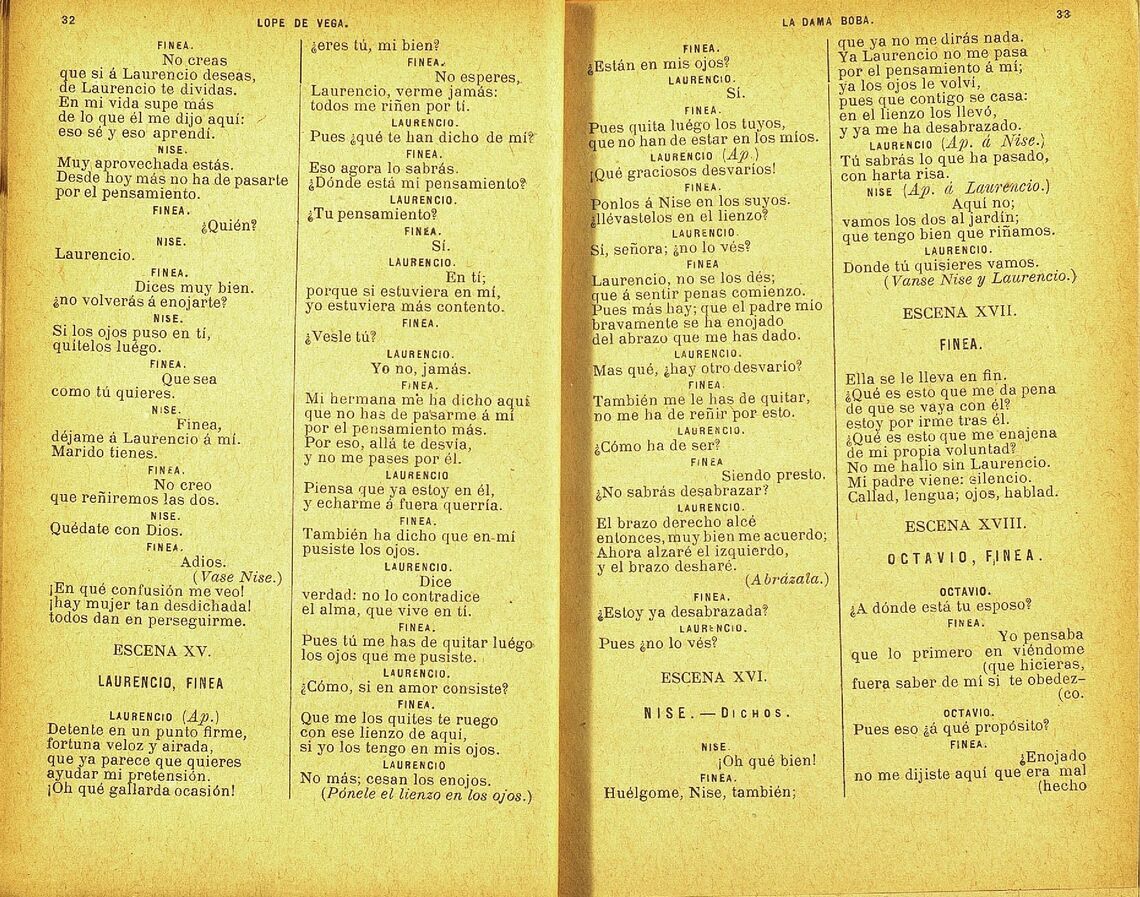 32
LOPE DE VEGA.
FINEA.
No creas
que si á Laurencio deseas,
de Laurencio te dividas.
En mi vida supe más
de lo que él me dijo aquí:
eso sé y eso aprendí.
NISE.
Muy aprovechada estás.
Desde hoy más no ha de pasarte
por el pensamiento.
FINEA.
¿Quién?
NISE.
Laurencio.
FINEA.
Dices muy bien.
¿no volverás á enojarte?
NISE.
Si los ojos puso en tí,
quítelos luégo.
FINEA.
Que sea
como tú quieres.
NISE.
Finea,
déjame á Laurencio á mí.
Marido tienes.
FINEA.
No creo
que reñiremos las dos.
NISE.
Quédate con Dios.
FINEA.
Adios.
(Vase Nise.)
¡En qué confusión me veo!
¡hay mujer tan desdichada!
todos dan en perseguirme.
ESCENA XV.
LAURENCIO, FINEA
LAURENCIO (Ap.)
Detente en un punto firme,
fortuna veloz y airada,
que ya parece que quieres
ayudar mi pretensión.
¡Oh qué gallarda ocasión!
¿eres tú, mi bien?
FINEA.
No esperes,
Laurencio, verme jamás:
todos me riñen por tí.
LAURENCIO.
Pues ¿qué te han dicho de mí?
FINEA.
Eso agora lo sabrás.
¿Dónde está mi pensamiento?
LAURENCIO.
¿Tu pensamiento?
FINEA.
Sí.
LAURENCIO.
En tí;
porque si estuviera en mí,
yo estuviera más contento.
FINEA.
¿Vesle tú?
LAURENCIO.
Yo no, jamás.
FINEA.
Mi hermana me ha dicho aquí
que no has de pasarme á mí
por el pensamiento más.
Por eso, allá te desvía,
y no me pases por él.
LAURENCIO
Piensa que ya estoy en él,
y echarme á fuera querría.
FINEA.
También ha dicho que en mí
pusiste los ojos.
LAURENCIO.
Dice
verdad: no lo contradice
el alma, que vive en tí.
FINEA.
Pues tú me has de quitar luégo
los ojos que me pusiste.
LAURENCIO.
¿Cómo, si en amor consiste?
FINEA.
Que me los quites te ruego
con ese lienzo de aquí,
si yo los tengo en mis ojos.
LAURENCIO
No más; cesan los enojos.
(Pónele el lienzo en los ojos.)
LA DAMA BOBA.
33
FINEA.
¿Están en mis ojos?
LAURENCIO.
Sí.
FINEA.
Pues quita luégo los tuyos,
que no han de estar en los míos.
LAURENCIO (Ap.)
¡Qué graciosos desvaríos!
FINEA.
Ponlos á Nise en los suyos.
¿llévastelos en el lienzo?
LAURENCIO.
Sí, señora; ¿no lo vés?
FINEA
Laurencio, no se los dés;
que á sentir penas comienzo.
Pues más hay; que el padre mío
bravamente se ha enojado
del abrazo que me has dado.
LAURENCIO.
Mas qué, ¿hay otro desvarío?
FINEA.
También me le has de quitar,
no me ha de reñir por esto.
LAURENCIO.
¿Cómo ha de ser?
FINEA
Siendo presto.
¿No sabrás desabrazar?
LAURENCIO.
El brazo derecho alcé
entonces, muy bien me acuerdo;
Ahora alzaré el izquierdo,
y el brazo desharé.
(Abrázala.)
FINEA.
¿Estoy ya desabrazada?
LAURENCIO.
Pues ¿no lo vés?
ESCENA XVI.
NISE.—DICHOS.
NISE.
¡Oh qué bien!
FINEA.
Huélgome, Nise, también;
que ya no me dirás nada.
Ya Laurencio no me pasa
por el pensamiento á mí;
ya los ojos le volví,
pues que contigo se casa:
en el lienzo los llevó,
y ya me ha desabrazado.
LAURENCIO (Ap. á Nise.)
Tú sabrás lo que ha pasado,
con harta risa.
NISE (Ap. á Laurencio.)
Aquí no;
vamos los dos al jardín;
que tengo bien que riñamos.
LAURENCIO.
Donde tú quisieres vamos.
(Vanse Nise y Laurencio.)
ESCENA XVII.
FINEA.
Ella se le lleva en fin.
¿Qué es esto que me da pena
de que se vaya con él?
estoy por irme tras él.
¿Qué es esto que me enajena
de mi propia voluntad?
No me hallo sin Laurencio.
Mi padre viene: silencio.
Callad, lengua; ojos, hablad.
ESCENA XVIII.
OCTAVIO, FINEA.
OCTAVIO.
¿A dónde está tu esposo?
FINEA.
Yo pensaba
que lo primero en viéndome
(que hicieras,
fuera saber de mí si te obedez-
(co.
OCTAVIO.
Pues eso ¿á qué propósito?
FINEA.
¿Enojado
no me dijiste aquí que era mal
(hecho